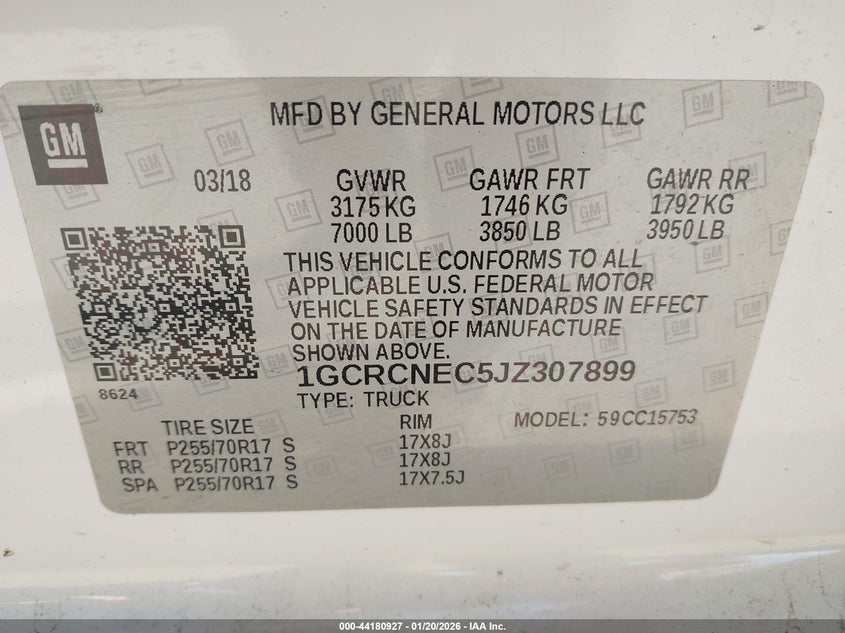 GM
MFD BY GENERAL MOTORS LLC
03/18
GVWR GAWR FRT GAWR RR
3175 KG 1746 KG 1792 KG
7000 LB 3850 LB 3950 LB
THIS VEHICLE CONFORMS TO ALL
APPLICABLE U.S. FEDERAL MOTOR
VEHICLE SAFETY STANDARDS IN EFFECT
ON THE DATE OF MANUFACTURE
SHOWN ABOVE.
1GCRCNEC5JZ307899
8624
TYPE: TRUCK
TIRE SIZE RIM MODEL: 59CC15753
FRT P255/70R17 S 17X8J
RR P255/70R17 S 17X8J
SPA P255/70R17 S 17X7.5J
000-44180927 - 01/20/2026 - IAA Inc.